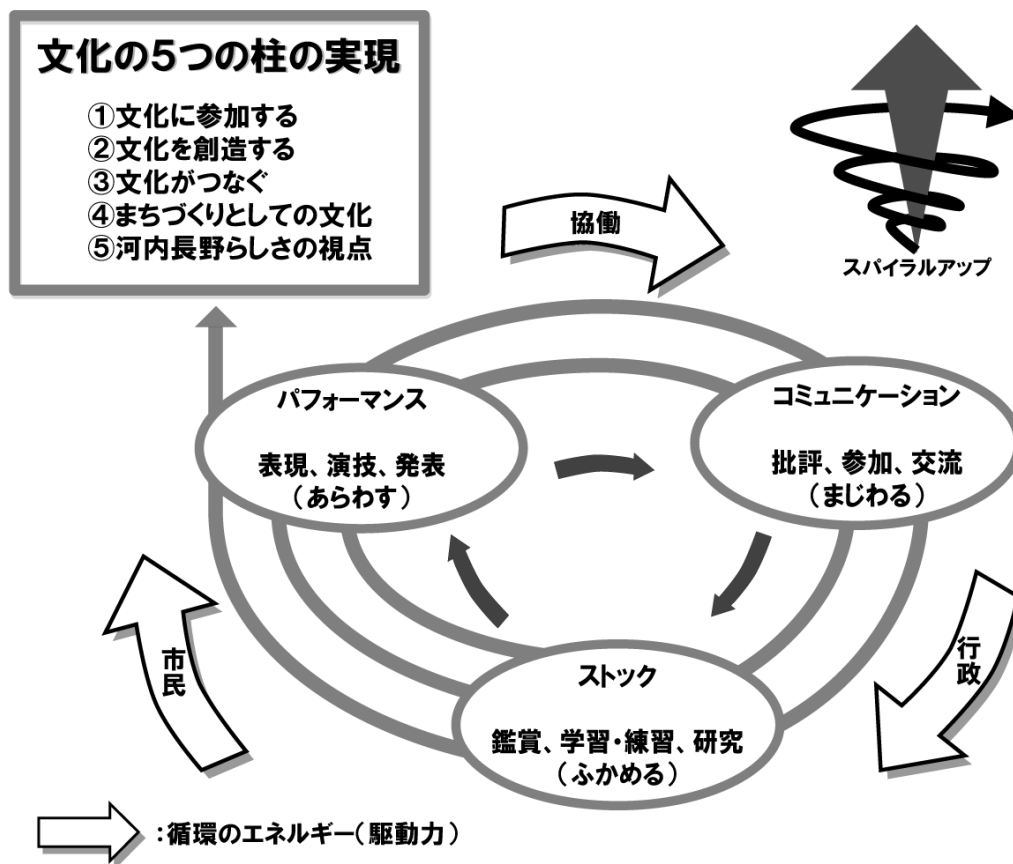 文化の5つの柱の実現
①文化に参加する
②文化を創造する
③文化がつなぐ
④まちづくりとしての文化
⑤河内長野らしさの視点
協働
スパイラルアップ
パフォーマンス
表現、演技、発表
（あらわす）
コミュニケーション
批評、参加、交流
（まじわる）
市民
行政
ストック
鑑賞、学習・練習、研究
（ふかめる）
：循環のエネルギー（駆動力）